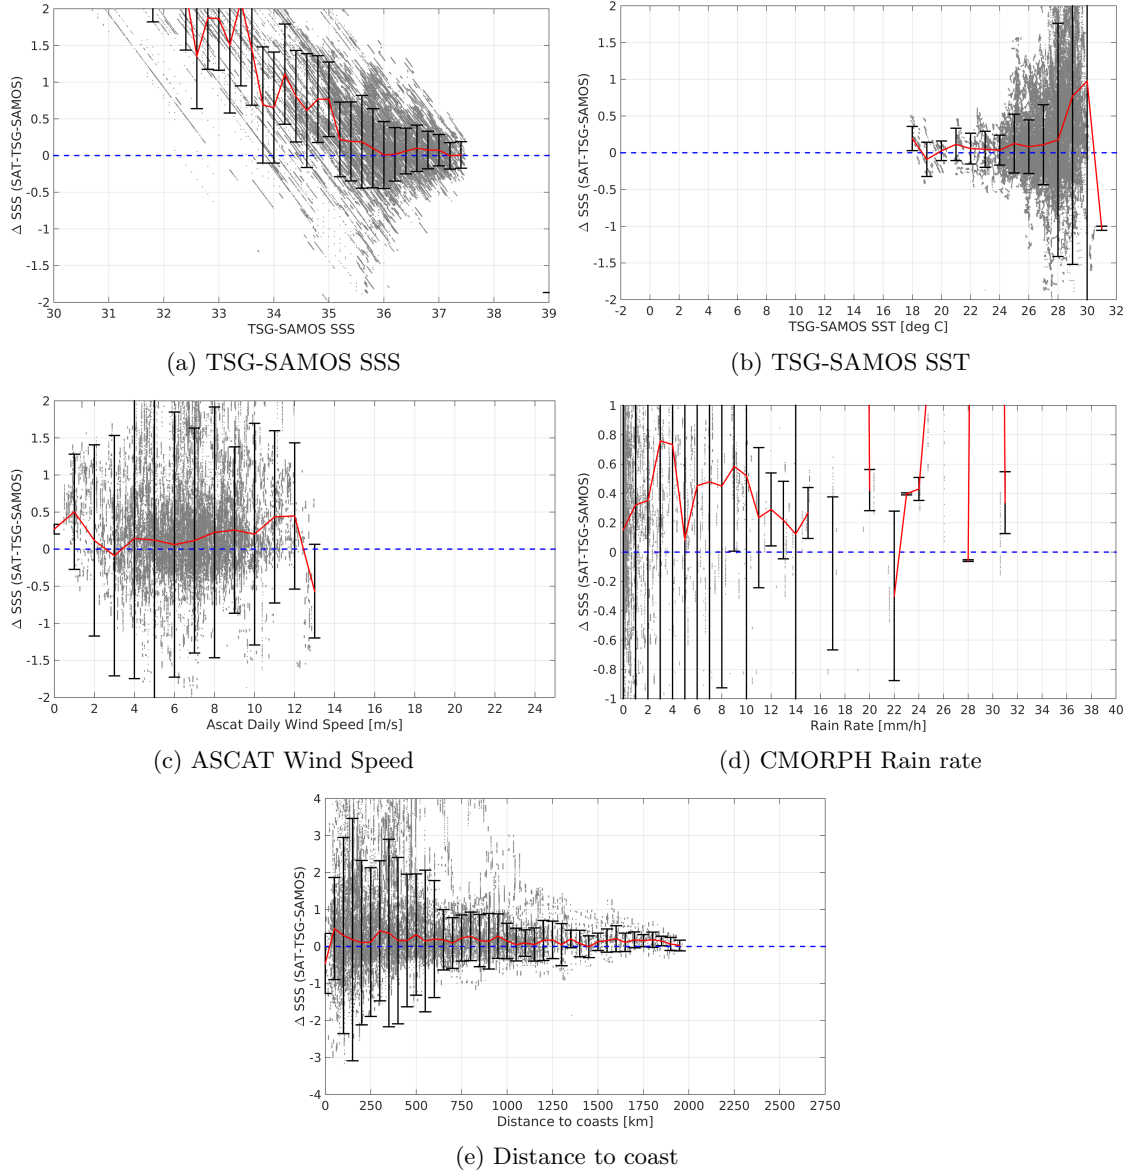 2
1.5
1
0.5
0
-0.5
-1
-1.5
-2
Δ SSS (SAT-TSG-SAMOS)
30 31 32 33 34 35 36 37 38 39
TSG-SAMOS SSS
(a) TSG-SAMOS SSS
2
1.5
1
0.5
0
-0.5
-1
-1.5
-2
Δ SSS (SAT-TSG-SAMOS)
-2 0 2 4 6 8 10 12 14 16 18 20 22 24 26 28 30 32
TSG-SAMOS SST [deg C]
(b) TSG-SAMOS SST
2
1.5
1
0.5
0
-0.5
-1
-1.5
-2
Δ SSS (SAT-TSG-SAMOS)
0 2 4 6 8 10 12 14 16 18 20 22 24
Ascat Daily Wind Speed [m/s]
(c) ASCAT Wind Speed
1
0.8
0.6
0.4
0.2
0
-0.2
-0.4
-0.6
-0.8
-1
Δ SSS (SAT-TSG-SAMOS)
0 2 4 6 8 10 12 14 16 18 20 22 24 26 28 30 32 34 36 38 40
Rain Rate [mm/h]
(d) CMORPH Rain rate
4
3
2
1
0
-1
-2
-3
-4
Δ SSS (SAT-TSG-SAMOS)
0 250 500 750 1000 1250 1500 1750 2000 2250 2500 2750
Distance to coasts [km]
(e) Distance to coast